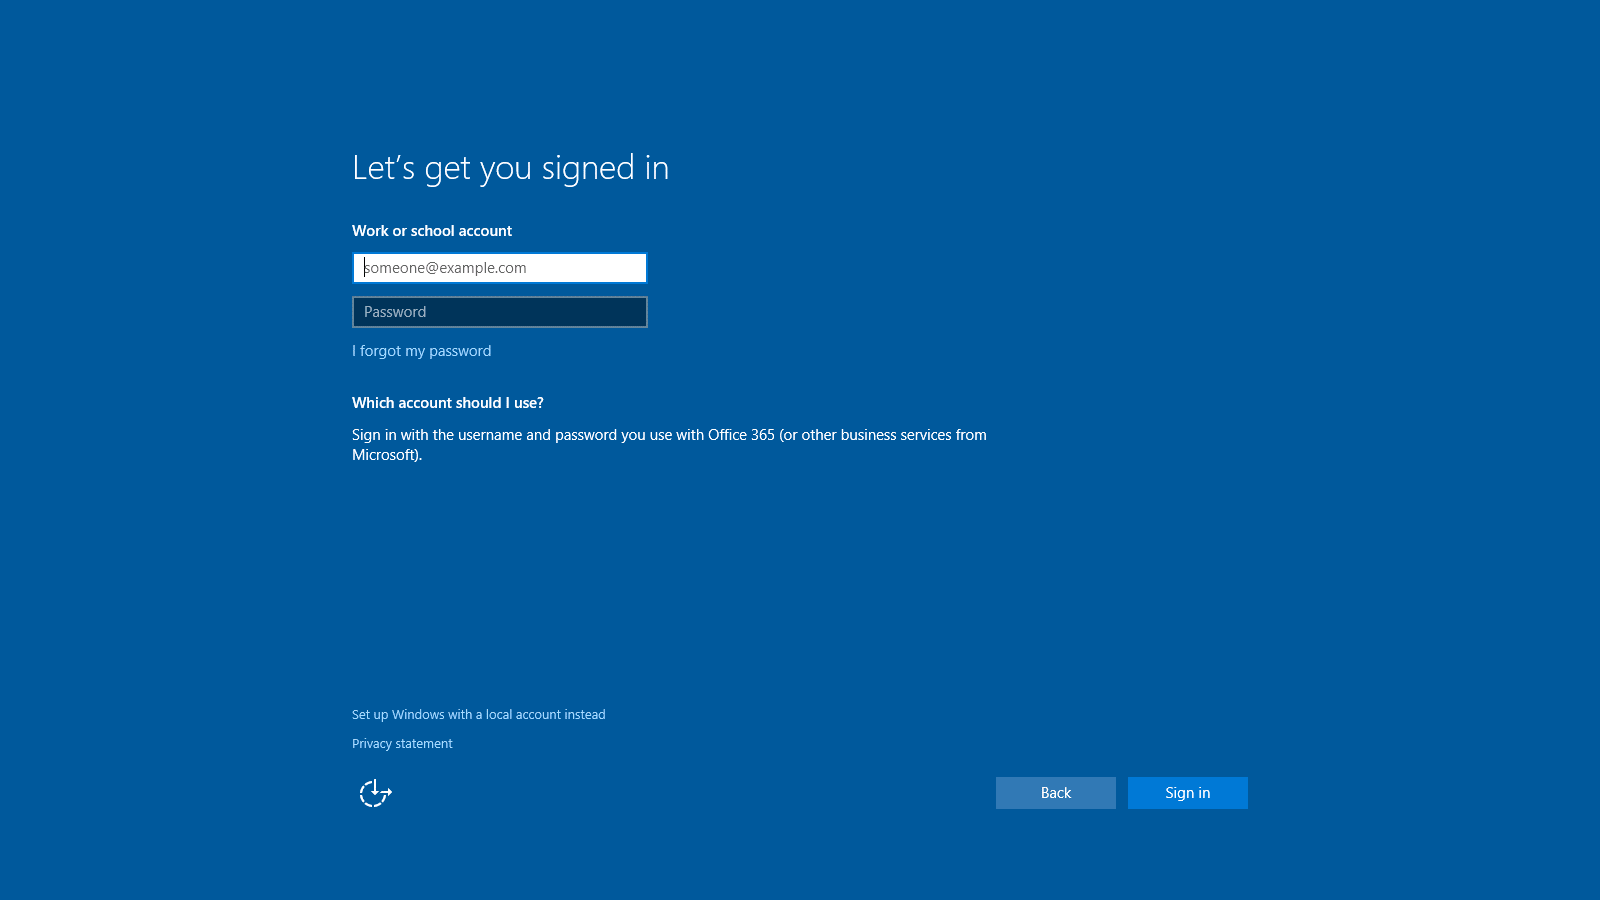 Let’s get you signed in
Work or school account
someone@example.com
Password
I forgot my password
Which account should I use?
Sign in with the username and password you use with Office 365 (or other business services from
Microsoft).
Set up Windows with a local account instead
Privacy statement
Back
Sign in